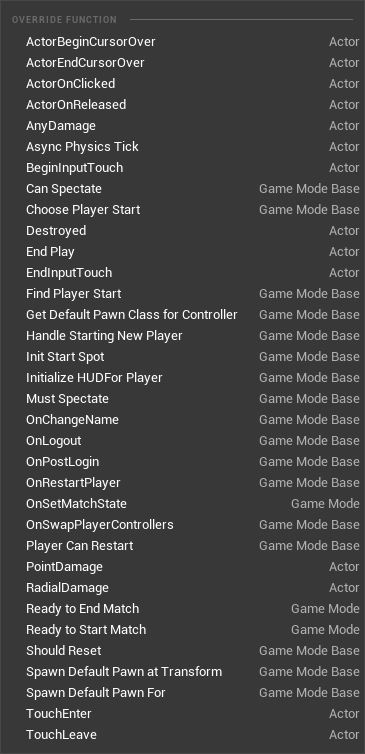 OVERRIDE FUNCTION
ActorBeginCursorOver Actor
ActorEndCursorOver Actor
ActorOnClicked Actor
ActorOnReleased Actor
AnyDamage Actor
Async Physics Tick Actor
BeginInputTouch Actor
Can Spectate Game Mode Base
Choose Player Start Game Mode Base
Destroyed Actor
End Play Actor
EndInputTouch Actor
Find Player Start Game Mode Base
Get Default Pawn Class for Controller Game Mode Base
Handle Starting New Player Game Mode Base
Init Start Spot Game Mode Base
Initialize HUDFor Player Game Mode Base
Must Spectate Game Mode Base
OnChangeName Game Mode Base
OnLogout Game Mode Base
OnPostLogin Game Mode Base
OnRestartPlayer Game Mode Base
OnSetMatchState Game Mode
OnSwapPlayerControllers Game Mode Base
Player Can Restart Game Mode Base
PointDamage Actor
RadialDamage Actor
Ready to End Match Game Mode
Ready to Start Match Game Mode
Should Reset Game Mode Base
Spawn Default Pawn at Transform Game Mode Base
Spawn Default Pawn For Game Mode Base
TouchEnter Actor
TouchLeave Actor